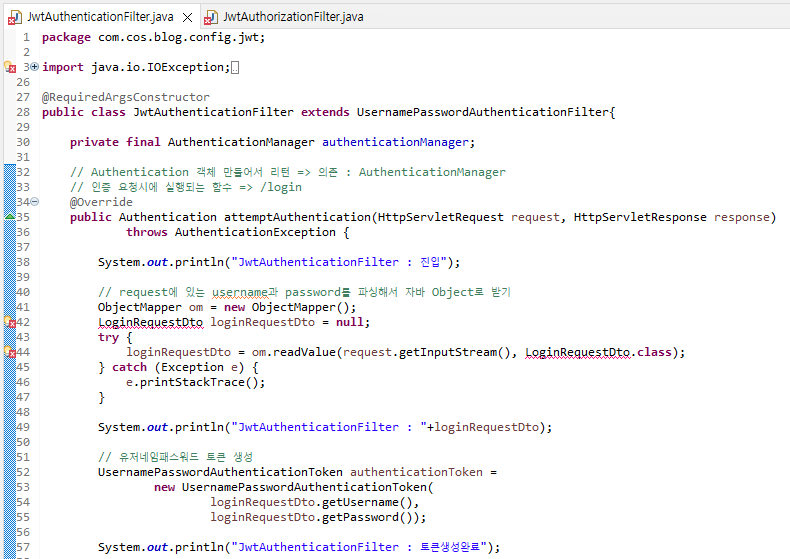 JwtAuthenticationFilter.java JwtAuthorizationFilter.java
1 package com.cos.blog.config.jwt;
2
3 import java.io.IOException;
26
27 @RequiredArgsConstructor
28 public class JwtAuthenticationFilter extends UsernamePasswordAuthenticationFilter{
29
30 private final AuthenticationManager authenticationManager;
31
32 // Authentication 객체 만들어서 리턴 => 의존 : AuthenticationManager
33 // 인증 요청시에 실행되는 함수 => /login
34 @Override
35 public Authentication attemptAuthentication(HttpServletRequest request, HttpServletResponse response)
36 throws AuthenticationException {
37
38 System.out.println("JwtAuthenticationFilter : 진입");
39
40 // request에 있는 username과 password를 파싱해서 자바 Object로 받기
41 ObjectMapper om = new ObjectMapper();
42 LoginRequestDto loginRequestDto = null;
43 try {
44 loginRequestDto = om.readValue(request.getInputStream(), LoginRequestDto.class);
45 } catch (Exception e) {
46 e.printStackTrace();
47 }
48
49 System.out.println("JwtAuthenticationFilter : "+loginRequestDto);
50
51 // 유저네임패스워드 토큰 생성
52 UsernamePasswordAuthenticationToken authenticationToken =
53 new UsernamePasswordAuthenticationToken(
54 loginRequestDto.getUsername(),
55 loginRequestDto.getPassword());
56
57 System.out.println("JwtAuthenticationFilter : 토큰생성완료");